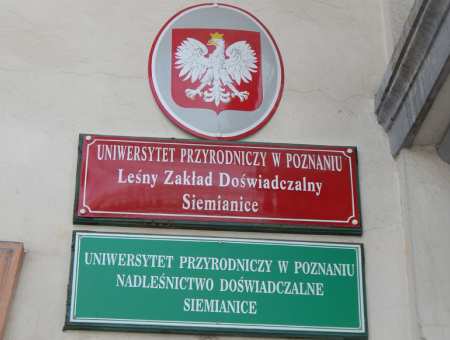 UNIWERSYTET PRZYRODNICZY W POZNANIU
Leśny Zakład Doświadczalny
Siemianice
UNIWERSYTET PRZYRODNICZY W POZNANIU
NADLEŚNICTWO DOŚWIADCZALNE
SIEMIANICE